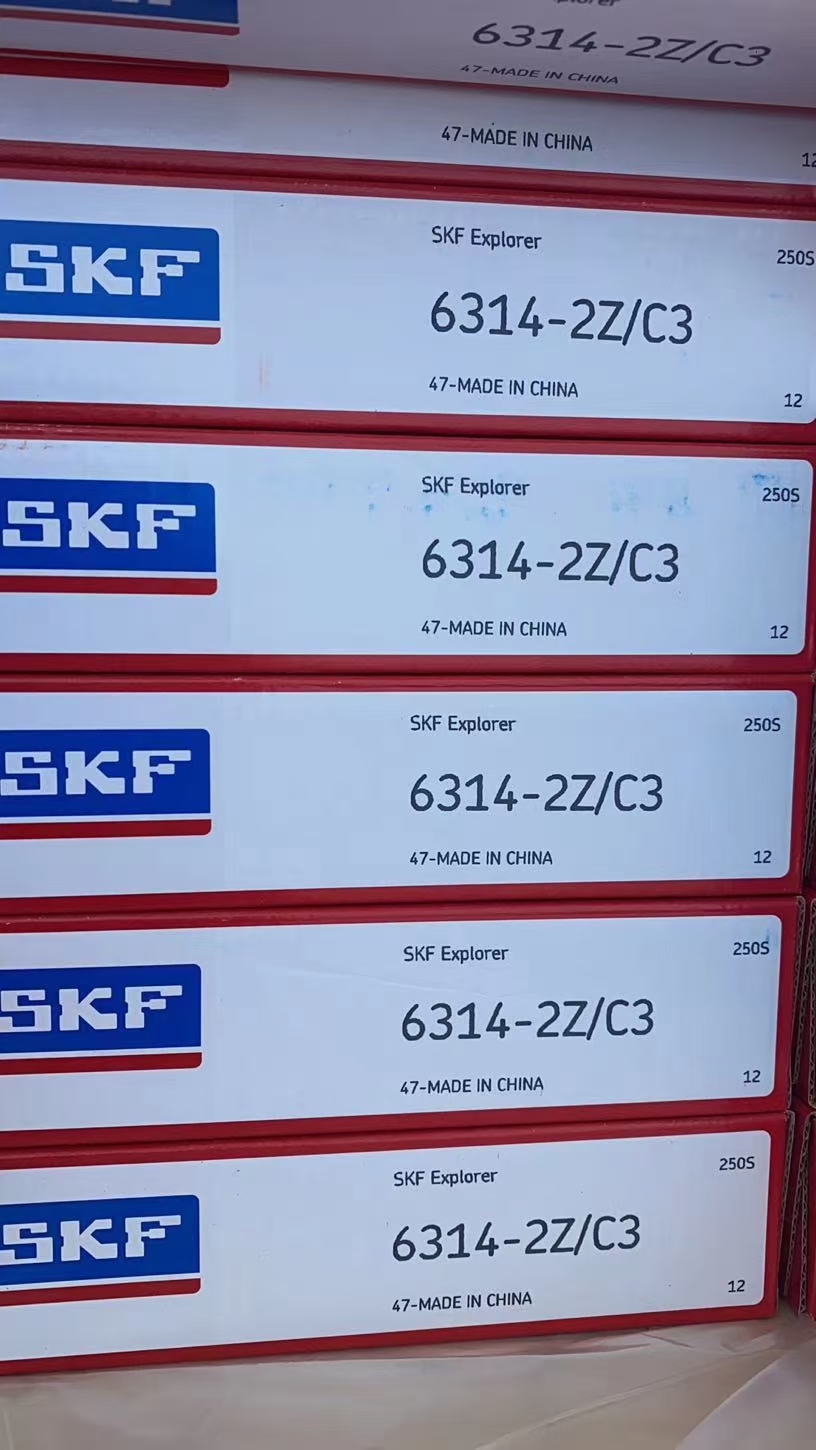 6314-2Z/C3
47-MADE IN CHINA
47-MADE IN CHINA
12
SKF
SKF Explorer
250S
6314-2Z/C3
47-MADE IN CHINA
12
SKF
SKF Explorer
250S
6314-2Z/C3
47-MADE IN CHINA
12
SKF
SKF Explorer
250S
6314-2Z/C3
47-MADE IN CHINA
12
SKF
SKF Explorer
250S
6314-2Z/C3
47-MADE IN CHINA
12
SKF
SKF Explorer
250S
6314-2Z/C3
47-MADE IN CHINA
12